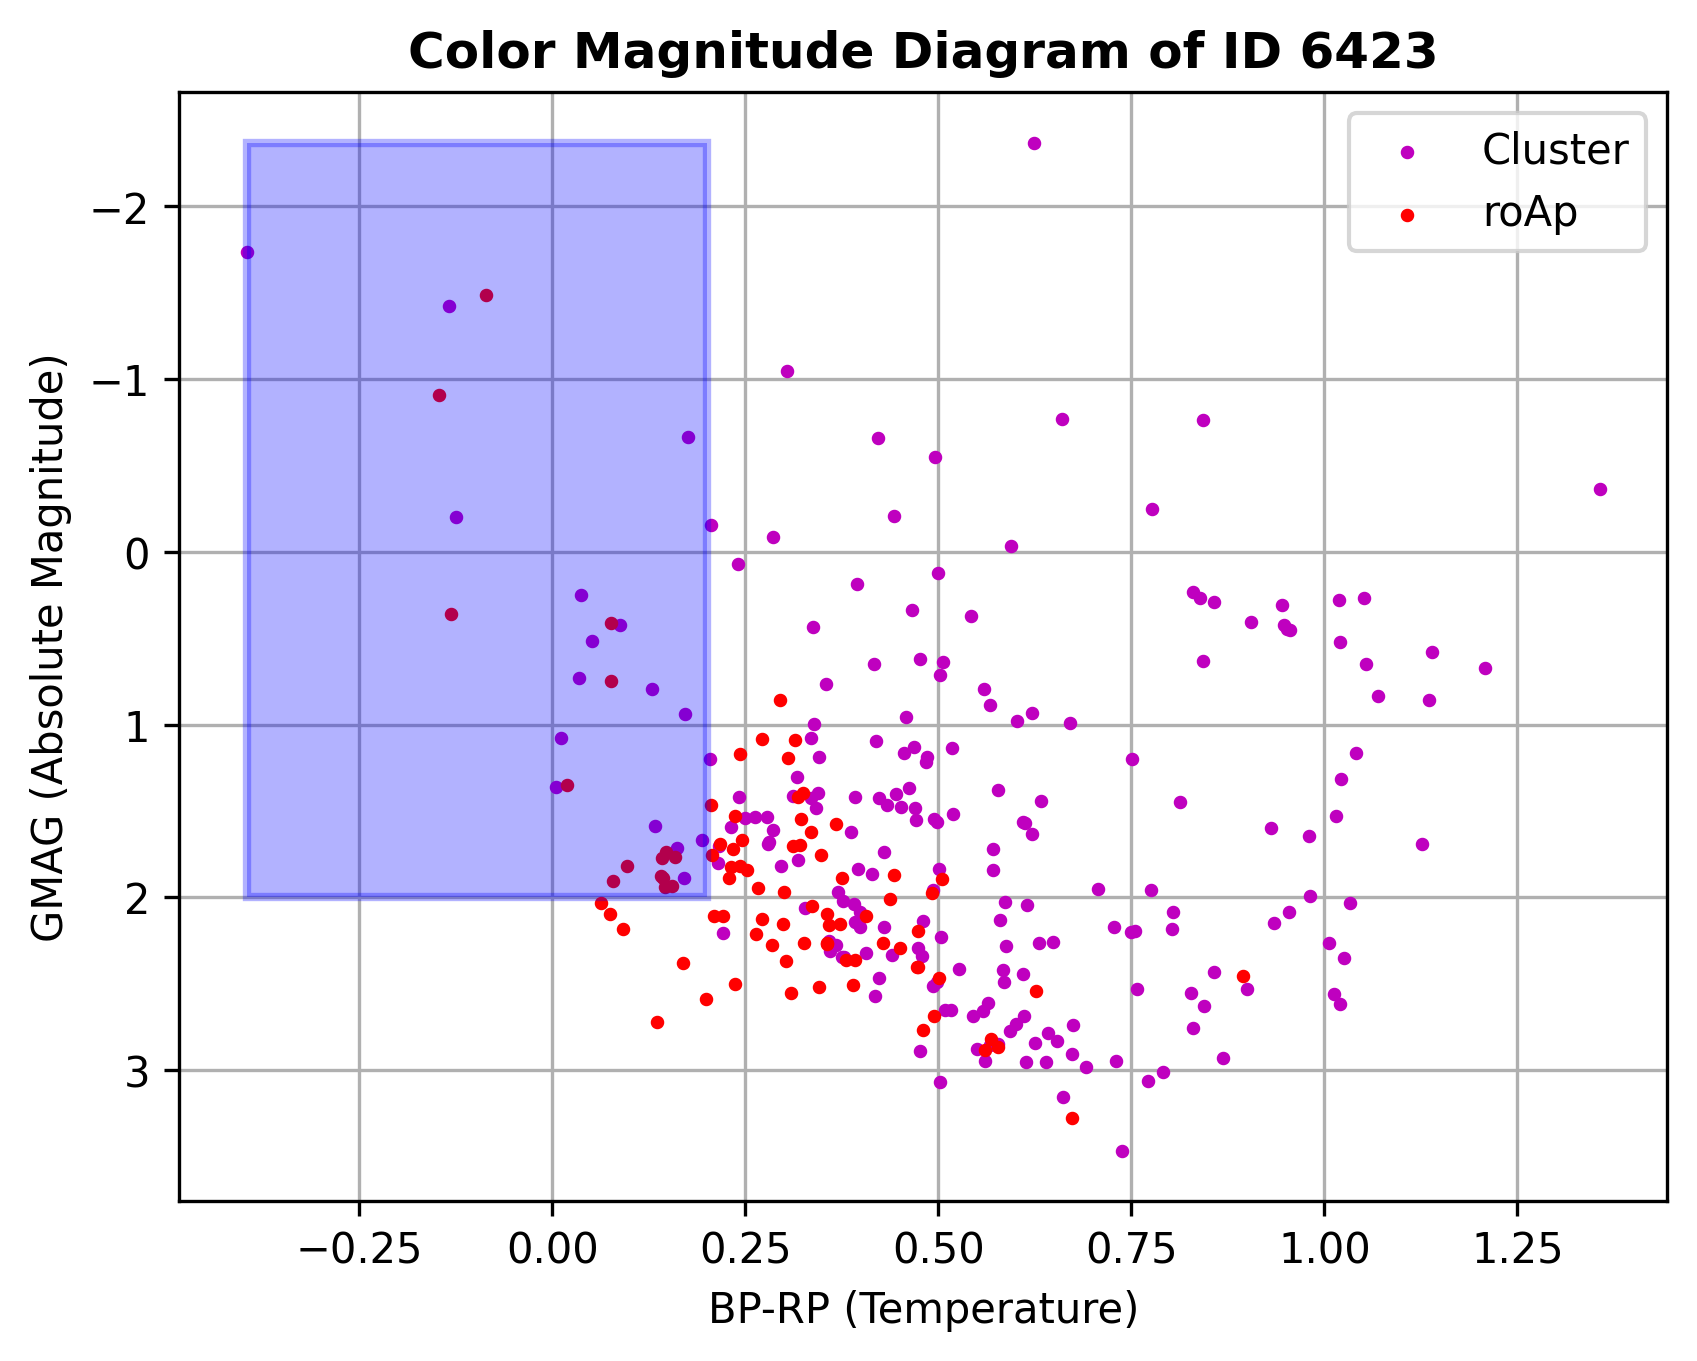 Color Magnitude Diagram of ID 6423
Cluster
roAp
GMAG (Absolute Magnitude)
−2
−1
0
1
2
3
−0.25 0.00 0.25 0.50 0.75 1.00 1.25
BP-RP (Temperature)